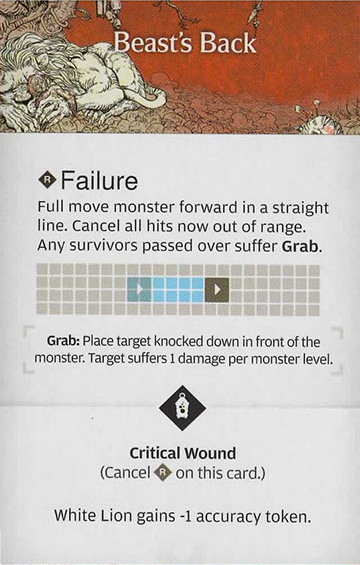 Beast's Back
R Failure
Full move monster forward in a straight
line. Cancel all hits now out of range.
Any survivors passed over suffer Grab.
Grab: Place target knocked down in front of the
monster. Target suffers 1 damage per monster level.
Critical Wound
(Cancel R on this card.)
White Lion gains -1 accuracy token.